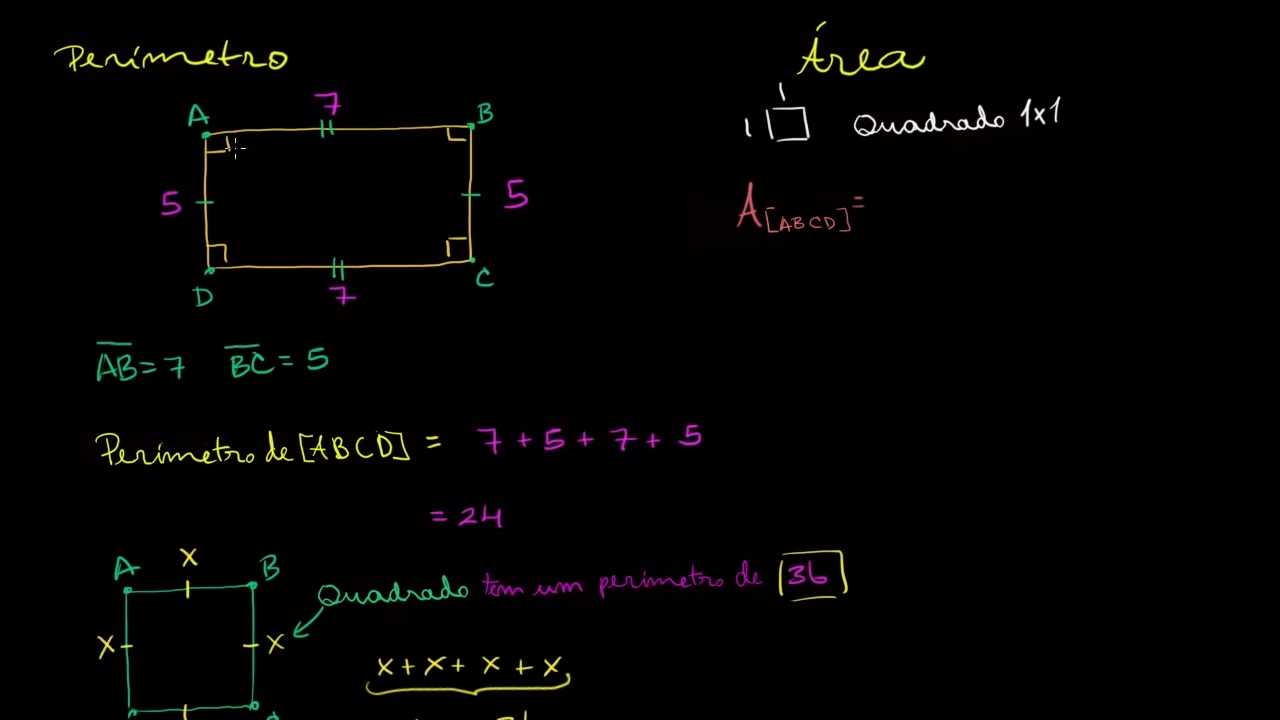 Perímetro
Área
A 7 B
1
1 Quadrado 1x1
5 5
A[ABCD]=
D 7 C
AB=7 BC=5
Perímetro de [ABCD] = 7+5+7+5
= 24
A X B
Quadrado tem um perímetro de 36
X X
x+x+x+x